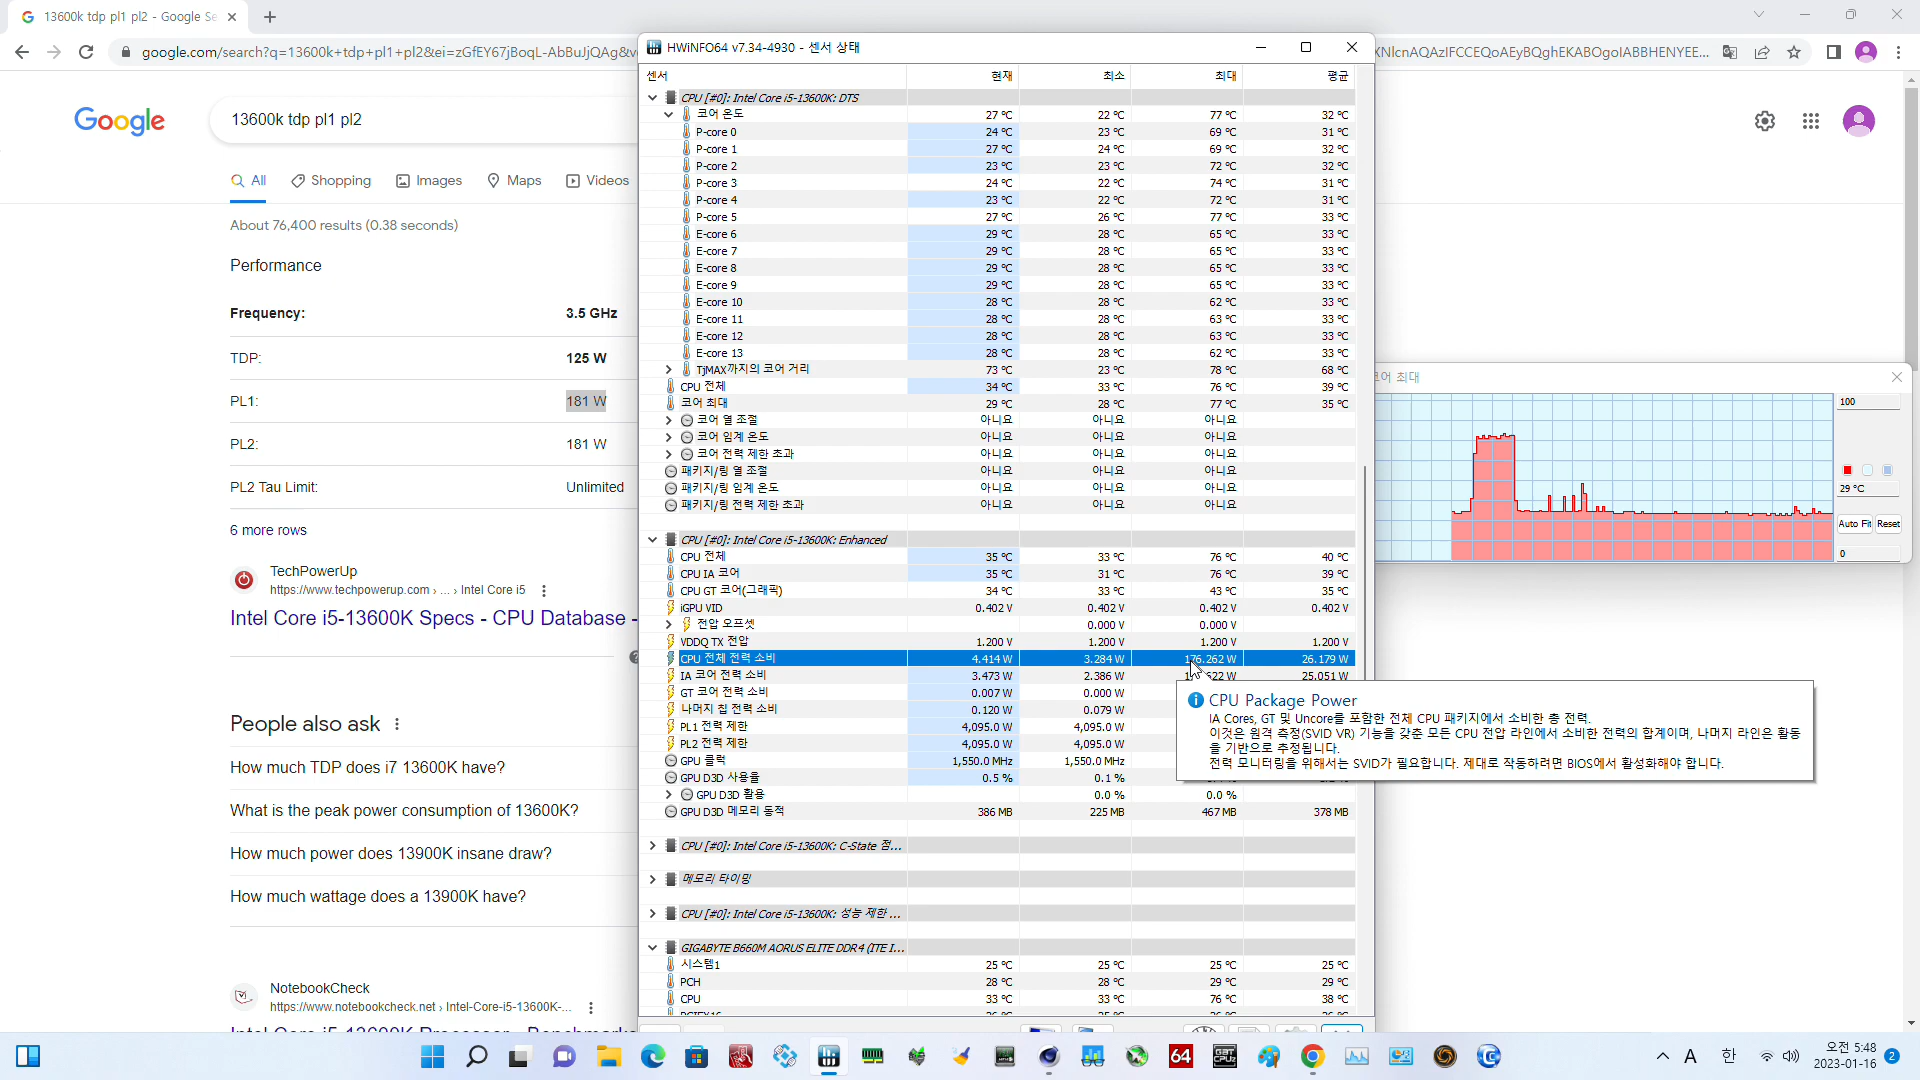 13600k tdp pl1 pl2 - Google Se
google.com/search?q=13600k+tdp+pl1+pl2&ei=zGfEY67jBoqL-AbBuJjQAg&v
XNlcnAQAzIFCCEQoAEyBQghEKABOgoIABBHENYEE...
Google
13600k tdp pl1 pl2
All
Shopping
Images
Maps
Videos
About 76,400 results (0.38 seconds)
Performance
Frequency: 3.5 GHz
TDP: 125 W
PL1: 181 W
PL2: 181 W
PL2 Tau Limit: Unlimited
6 more rows
TechPowerUp
https://www.techpowerup.com › ... › Intel Core i5
Intel Core i5-13600K Specs - CPU Database -
People also ask
How much TDP does i7 13600K have?
What is the peak power consumption of 13600K?
How much power does 13900K insane draw?
How much wattage does a 13900K have?
NotebookCheck
https://www.notebookcheck.net › Intel-Core-i5-13600K-...
Intel Core i5-13600K Processor - Benchmarks
HWiNFO64 v7.34-4930 - 센서 상태
센서 현재 최소 최대 평균
CPU [#0]: Intel Core i5-13600K: DTS
코어 온도 27 ℃ 22 ℃ 77 ℃ 32 ℃
P-core 0 24 ℃ 23 ℃ 69 ℃ 31 ℃
P-core 1 27 ℃ 24 ℃ 69 ℃ 32 ℃
P-core 2 23 ℃ 23 ℃ 72 ℃ 32 ℃
P-core 3 24 ℃ 22 ℃ 74 ℃ 31 ℃
P-core 4 23 ℃ 22 ℃ 72 ℃ 31 ℃
P-core 5 27 ℃ 26 ℃ 77 ℃ 33 ℃
E-core 6 29 ℃ 28 ℃ 65 ℃ 33 ℃
E-core 7 29 ℃ 28 ℃ 65 ℃ 33 ℃
E-core 8 29 ℃ 28 ℃ 65 ℃ 33 ℃
E-core 9 29 ℃ 28 ℃ 65 ℃ 33 ℃
E-core 10 28 ℃ 28 ℃ 62 ℃ 33 ℃
E-core 11 28 ℃ 28 ℃ 63 ℃ 33 ℃
E-core 12 28 ℃ 28 ℃ 63 ℃ 33 ℃
E-core 13 28 ℃ 28 ℃ 62 ℃ 33 ℃
TjMAX까지의 코어 거리 73 ℃ 23 ℃ 78 ℃ 68 ℃
CPU 전체 34 ℃ 33 ℃ 76 ℃ 39 ℃
코어 최대 29 ℃ 28 ℃ 77 ℃ 35 ℃
코어 열 조절 아니요 아니요 아니요
코어 임계 온도 아니요 아니요 아니요
코어 전력 제한 초과 아니요 아니요 아니요
패키지/링 열 조절 아니요 아니요 아니요
패키지/링 임계 온도 아니요 아니요 아니요
패키지/링 전력 제한 초과 아니요 아니요 아니요
CPU [#0]: Intel Core i5-13600K: Enhanced
CPU 전체 35 ℃ 33 ℃ 76 ℃ 40 ℃
CPU IA 코어 35 ℃ 31 ℃ 76 ℃ 39 ℃
CPU GT 코어(그래픽) 34 ℃ 33 ℃ 43 ℃ 35 ℃
iGPU VID 0.402 V 0.402 V 0.402 V 0.402 V
전압 오프셋 0.000 V 0.000 V
VDDQ TX 전압 1.200 V 1.200 V 1.200 V 1.200 V
CPU 전체 전력 소비 4.414 W 3.284 W 176.262 W 26.179 W
IA 코어 전력 소비 3.473 W 2.386 W 25.051 W
GT 코어 전력 소비 0.007 W 0.000 W
나머지 칩 전력 소비 0.120 W 0.079 W
PL1 전력 제한 4,095.0 W 4,095.0 W
PL2 전력 제한 4,095.0 W 4,095.0 W
GPU 클럭 1,550.0 MHz 1,550.0 MHz
GPU D3D 사용율 0.5 % 0.1 %
GPU D3D 활용 0.0 % 0.0 %
GPU D3D 메모리 동적 386 MB 225 MB 467 MB 378 MB
CPU [#0]: Intel Core i5-13600K: C-State 점...
메모리 타이밍
CPU [#0]: Intel Core i5-13600K: 성능 제한 ...
GIGABYTE B660M AORUS ELITE DDR4 (ITE I...
시스템1 25 ℃ 25 ℃ 25 ℃ 25 ℃
PCH 28 ℃ 28 ℃ 29 ℃ 29 ℃
CPU 33 ℃ 33 ℃ 76 ℃ 38 ℃
CPU Package Power
IA Cores, GT 및 Uncore를 포함한 전체 CPU 패키지에서 소비한 총 전력.
이것은 원격 측정(SVID VR) 기능을 갖춘 모든 CPU 전압 라인에서 소비한 전력의 합계이며, 나머지 라인은 활동
을 기반으로 추정됩니다.
전력 모니터링을 위해서는 SVID가 필요합니다. 제대로 작동하려면 BIOS에서 활성화해야 합니다.
코어 최대
100
29 ℃
Auto Fit
Reset
0
64
A
한
오전 5:48
2023-01-16
2